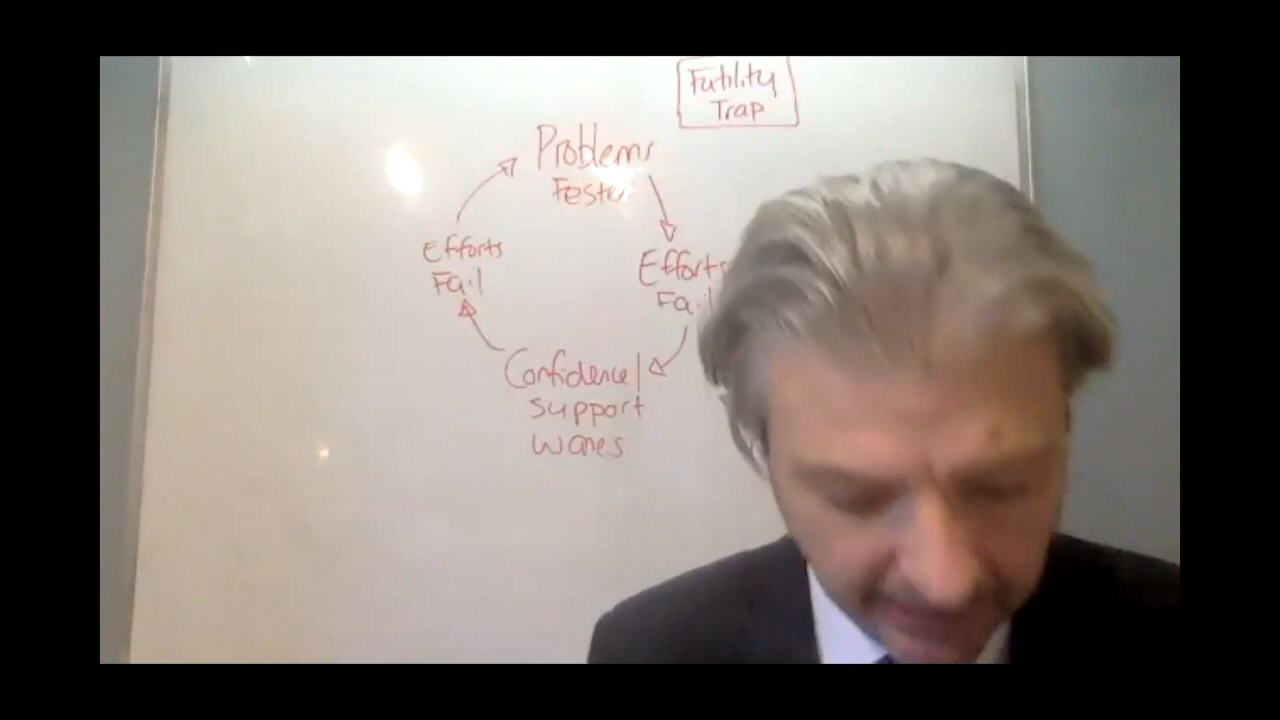 Futility
Trap
Problems
Fester
Efforts
Fail
Efforts
Fail
Confidence/
support
wanes